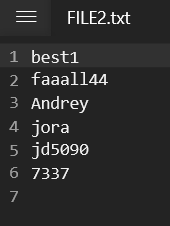 FILE2.txt
1 best1
2 faaall44
3 Andrey
4 jora
5 jd5090
6 7337
7